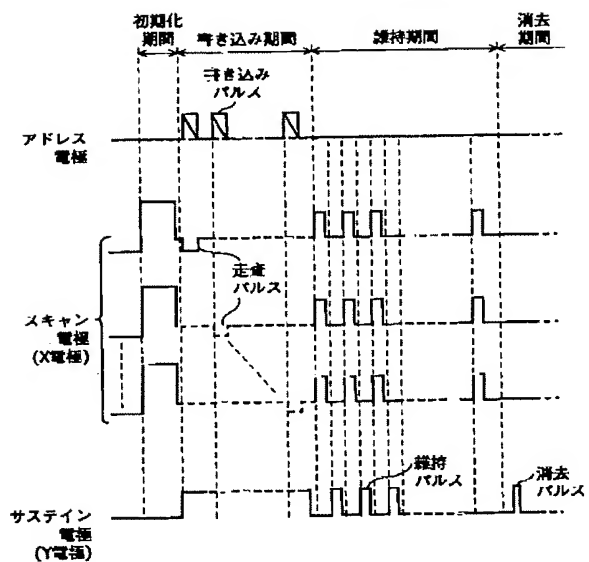 初期化
期間
書き込み期間
維持期間
消去
期間
書き込み
パルス
アドレス
電極
走査
パルス
スキャン
電極
(X電極)
維持
パルス
消去
パルス
サステイン
電極
(Y電極)